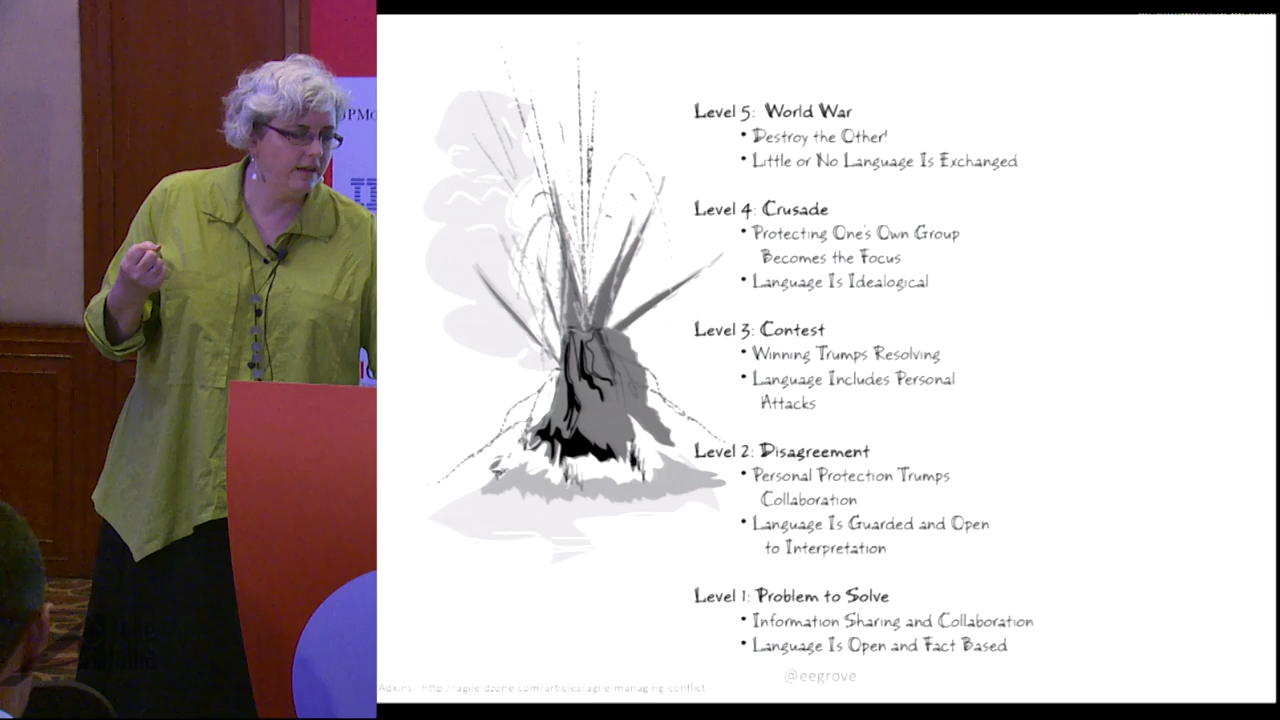 Level 5: World War
• Destroy the Other!
• Little or No Language Is Exchanged
Level 4: Crusade
• Protecting One's Own Group
Becomes the Focus
• Language Is Idealogical
Level 3: Contest
• Winning Trumps Resolving
• Language Includes Personal
Attacks
Level 2: Disagreement
• Personal Protection Trumps
Collaboration
• Language Is Guarded and Open
to Interpretation
Level 1: Problem to Solve
• Information Sharing and Collaboration
• Language Is Open and Fact Based
@eegrove
Adkins http://agile.dzone.com/articles/agile-managing-conflict